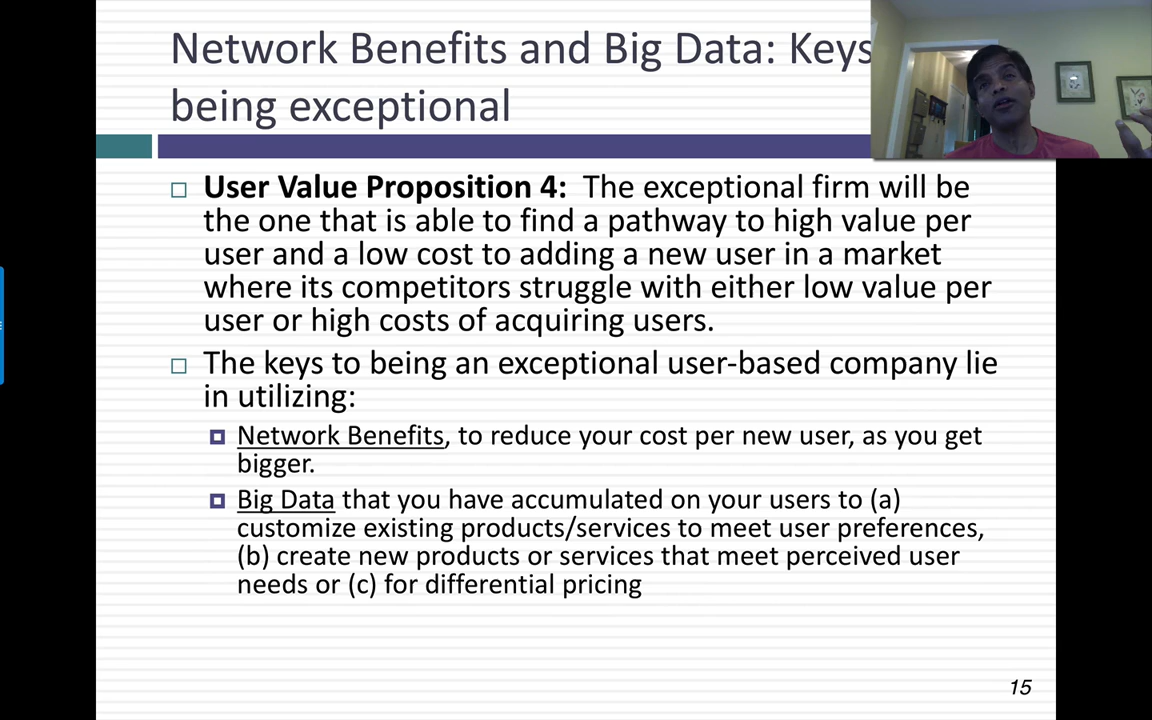 Network Benefits and Big Data: Keys
being exceptional
User Value Proposition 4: The exceptional firm will be
the one that is able to find a pathway to high value per
user and a low cost to adding a new user in a market
where its competitors struggle with either low value per
user or high costs of acquiring users.
The keys to being an exceptional user-based company lie
in utilizing:
Network Benefits, to reduce your cost per new user, as you get
bigger.
Big Data that you have accumulated on your users to (a)
customize existing products/services to meet user preferences,
(b) create new products or services that meet perceived user
needs or (c) for differential pricing
15